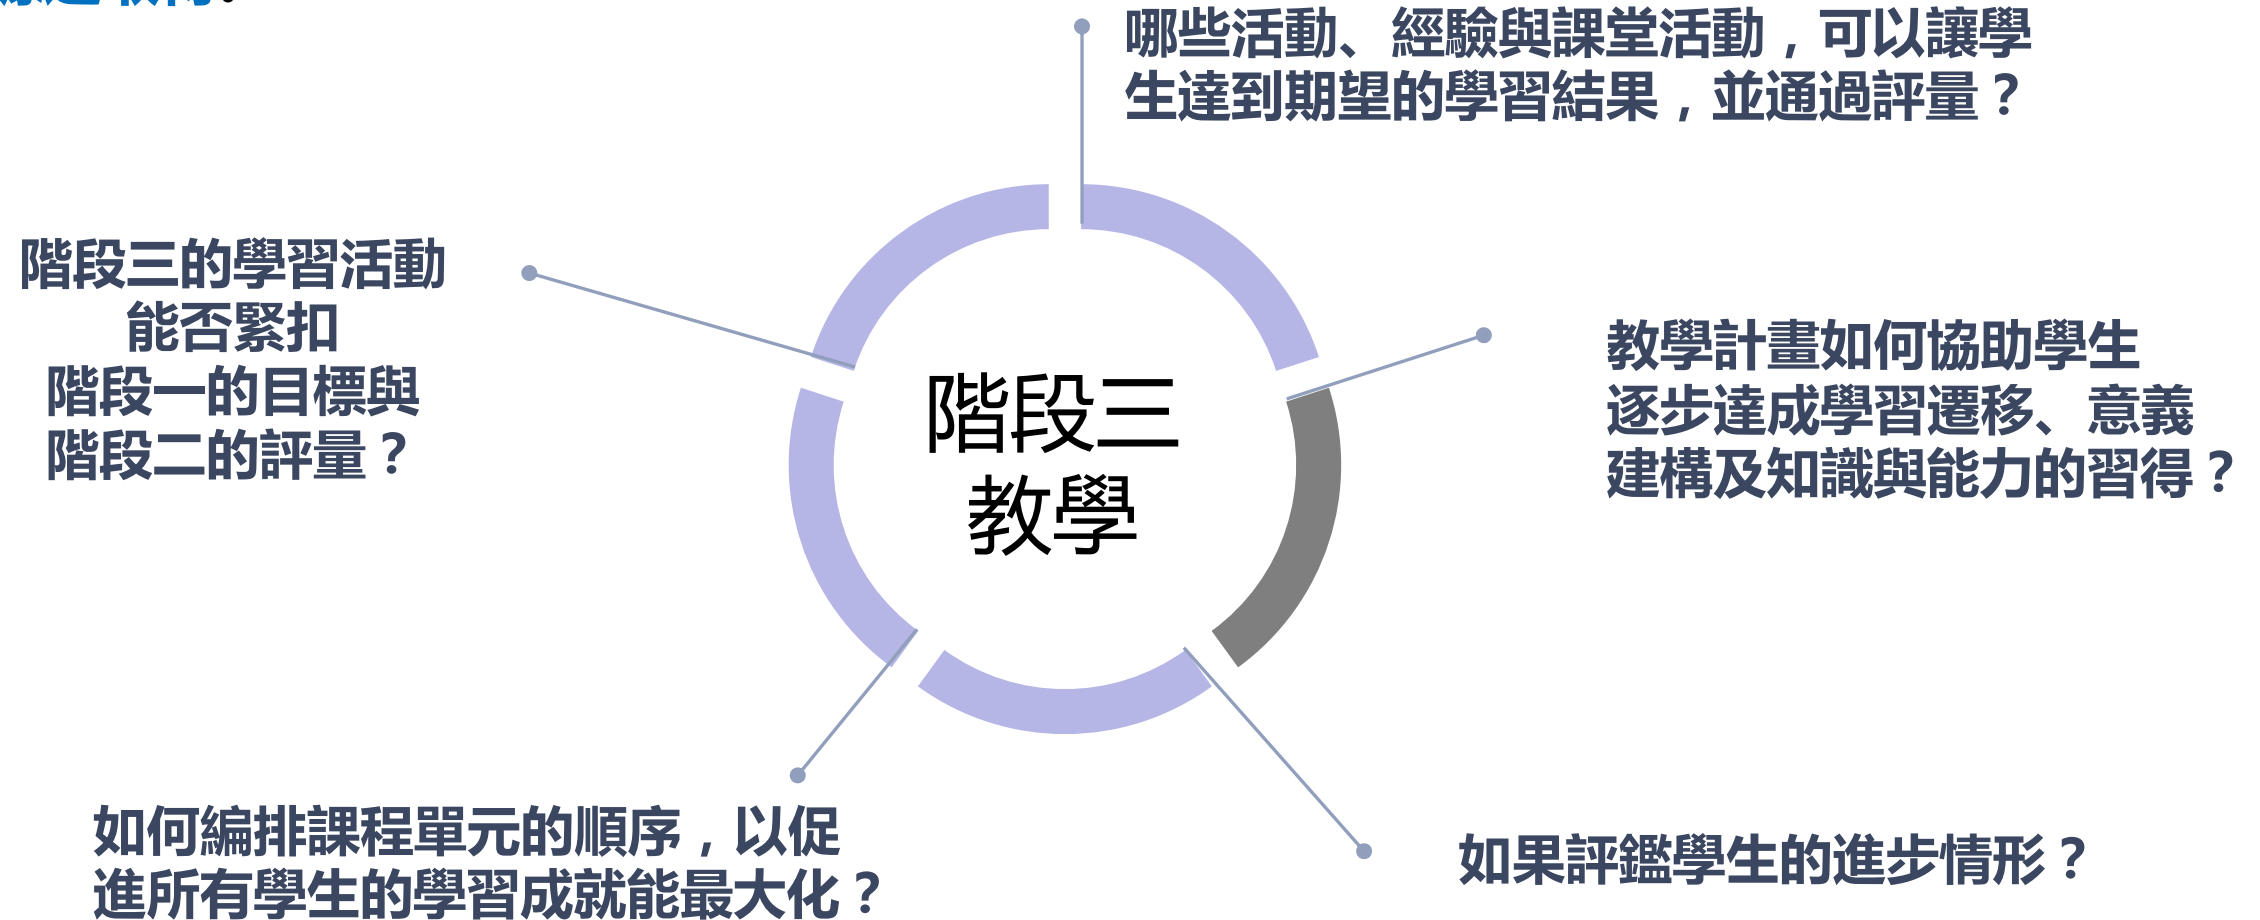 哪些活動、經驗與課堂活動，可以讓學
生達到期望的學習結果，並通過評量？
階段三的學習活動
能否緊扣
階段一的目標與
階段二的評量？
教學計畫如何協助學生
逐步達成學習遷移、意義
建構及知識與能力的習得？
階段三
教學
如何編排課程單元的順序，以促
進所有學生的學習成就能最大化？
如果評鑑學生的進步情形？